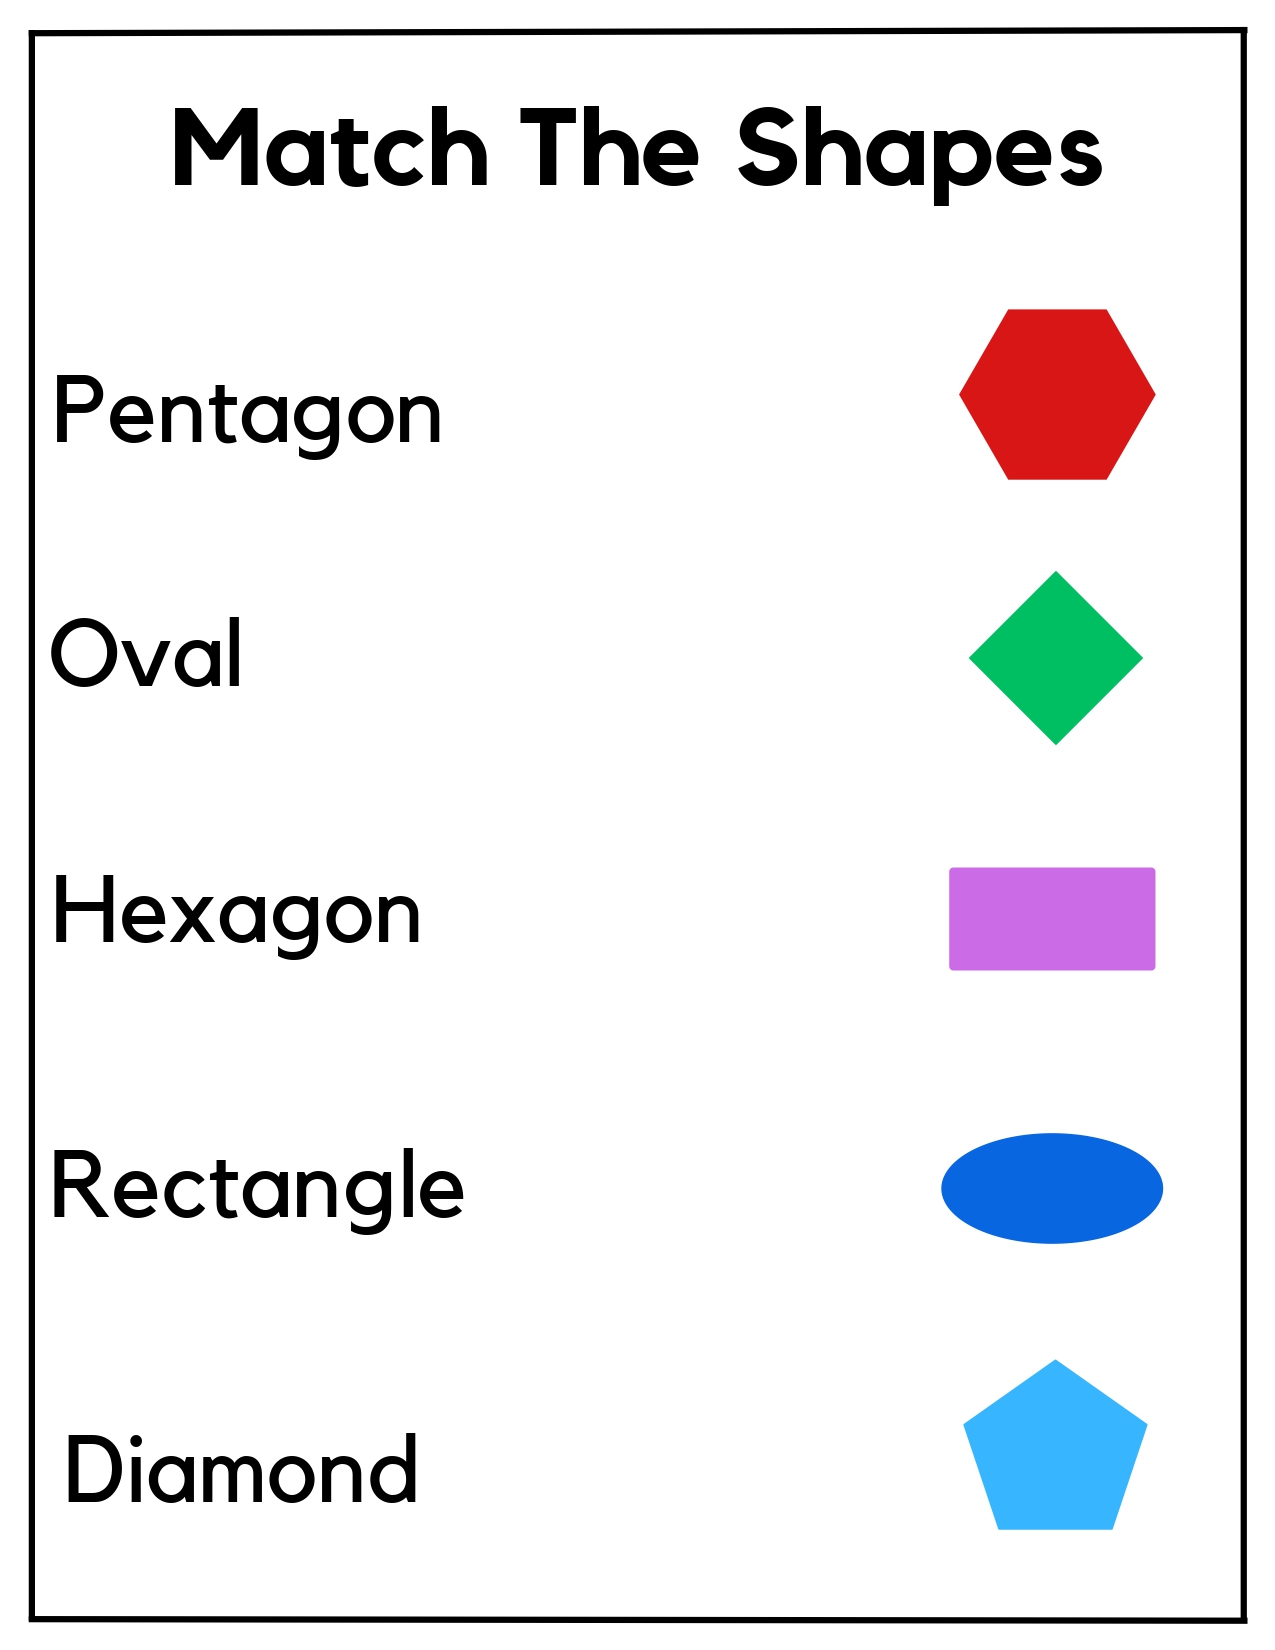 Match The Shapes
Pentagon
Oval
Hexagon
Rectangle
Diamond